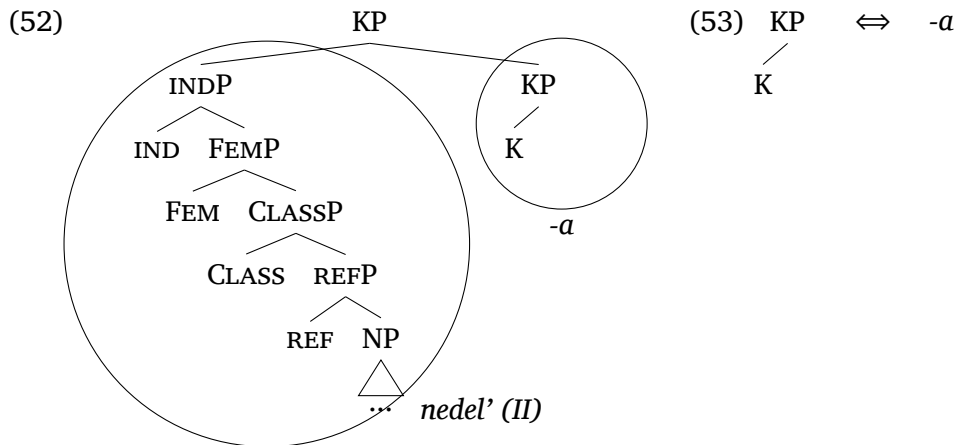 (52) KP (53) KP ⇔ -a
INDP KP K
IND FEMP K
FEM CLASSP -a
CLASS REFP
REF NP
... nedel’ (II)